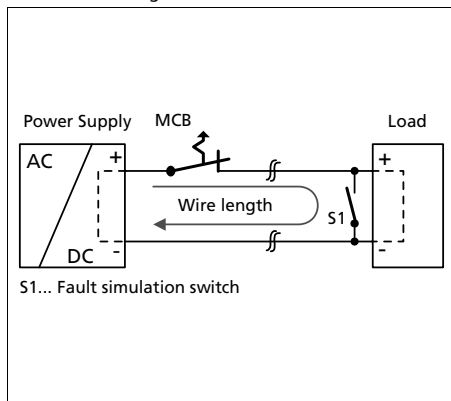 Power Supply MCB Load
AC + +
Wire length
S1
DC - -
S1... Fault simulation switch